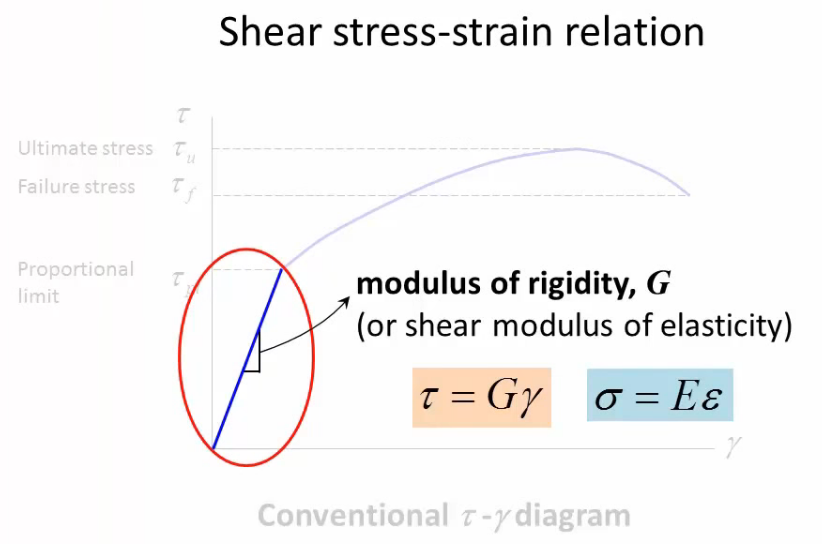 Shear stress-strain relation
τ
Ultimate stress τu
Failure stress τf
Proportional
limit
τp
modulus of rigidity, G
(or shear modulus of elasticity)
τ = Gγ
σ = Eε
γ
Conventional τ-γ diagram